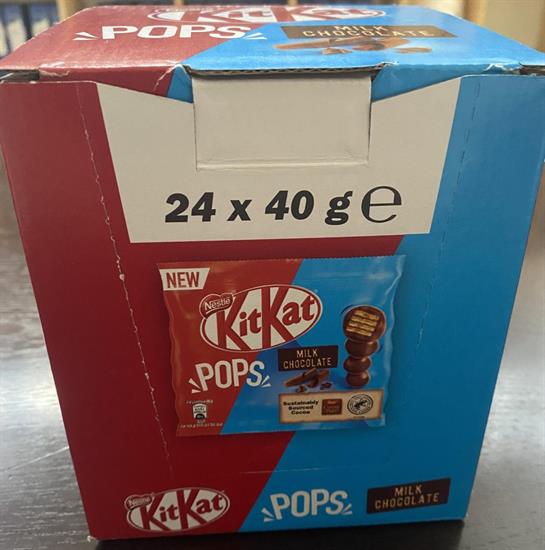 KitKat
POPS
MILK
CHOCOLATE
24 x 40 g e
NEW
Nestlé
KitKat
POPS
MILK
CHOCOLATE
Sustainably
Sourced
Cocoa
Nestlé
KitKat
POPS
MILK
CHOCOLATE